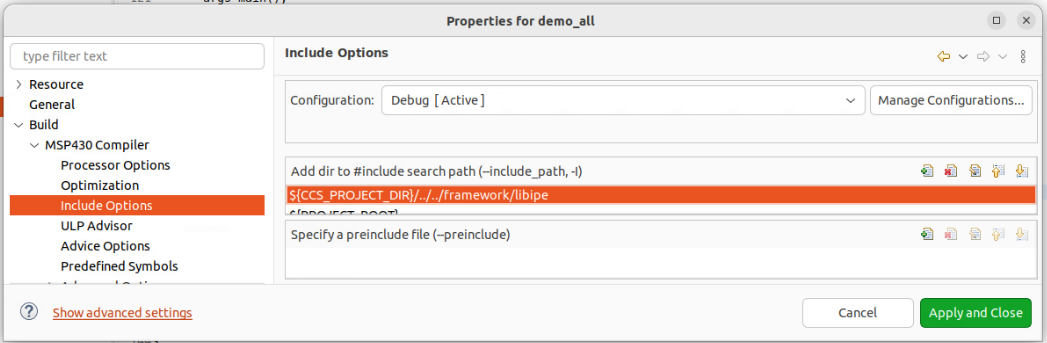 args main();
Properties for demo_all
type filter text
Include Options
Resource
General
Configuration:
Debug [ Active ]
Manage Configurations...
Build
MSP430 Compiler
Processor Options
Add dir to #include search path (--include_path, -I)
Optimization
${CCS_PROJECT_DIR}/../../framework/libipe
Include Options
${PROJECT_ROOT}
ULP Advisor
Specify a preinclude file (--preinclude)
Advice Options
Predefined Symbols
Show advanced settings
Cancel
Apply and Close